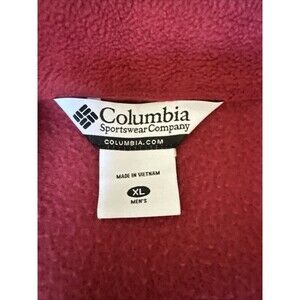 Columbia
Sportswear Company
COLUMBIA.COM
MADE IN VIETNAM
XL
MEN'S